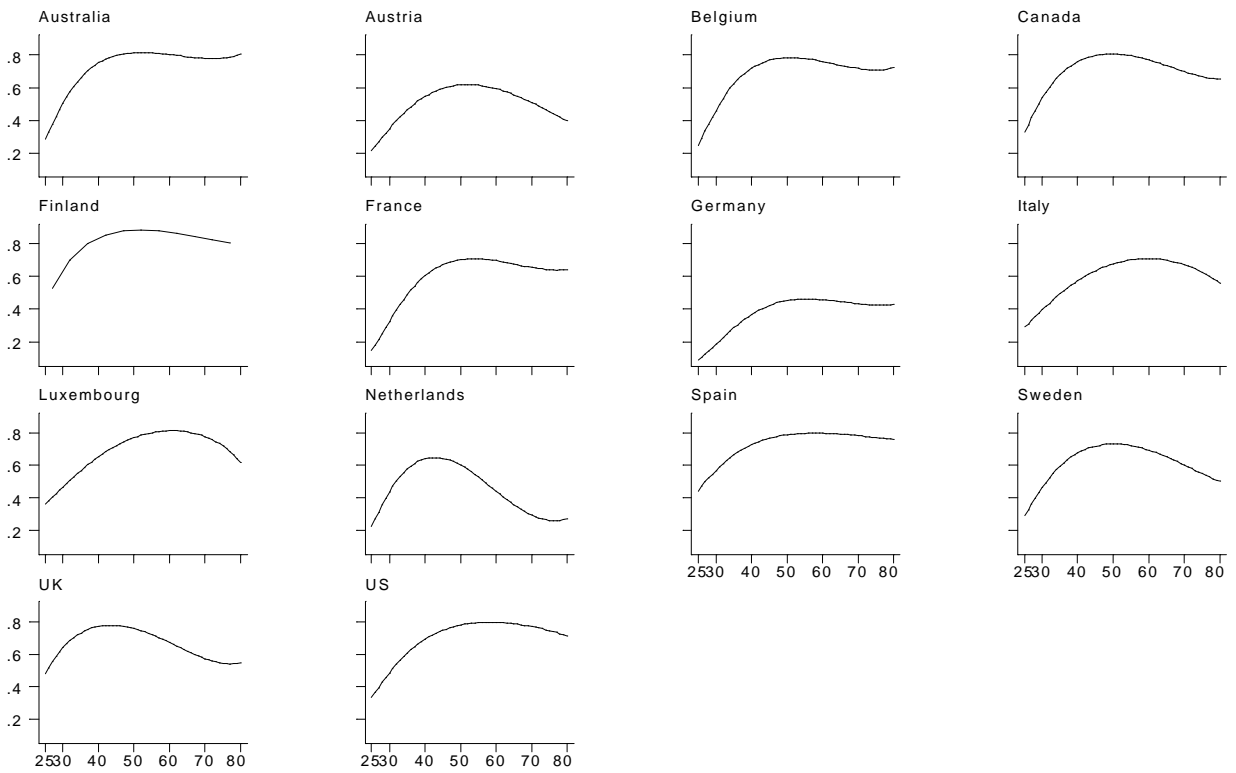 Australia Austria Belgium Canada
.8
.6
.4
.2
Finland France Germany Italy
.8
.6
.4
.2
Luxembourg Netherlands Spain Sweden
.8
.6
.4
.2
2530 40 50 60 70 80 2530 40 50 60 70 80
UK US
.8
.6
.4
.2
2530 40 50 60 70 80 2530 40 50 60 70 80